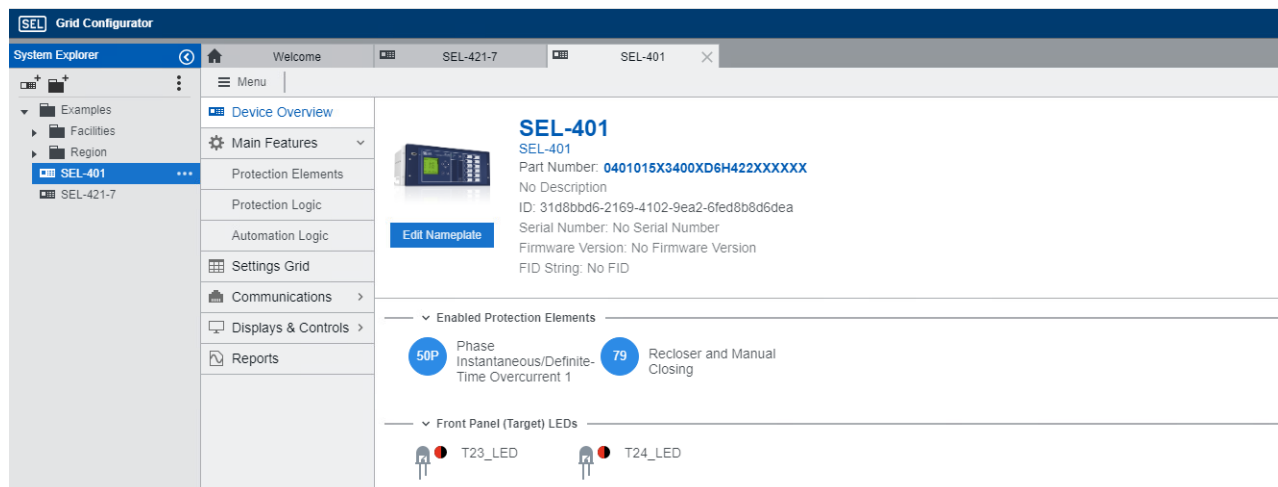 SEL Grid Configurator
System Explorer
Welcome
SEL-421-7
SEL-401
Menu
Examples
Facilities
Region
SEL-401
SEL-421-7
Device Overview
Main Features
Protection Elements
Protection Logic
Automation Logic
Settings Grid
Communications
Displays & Controls
Reports
SEL-401
SEL-401
Part Number: 0401015X3400XD6H422XXXXXX
No Description
ID: 31d8bbd6-2169-4102-9ea2-6fed8b8d6dea
Serial Number: No Serial Number
Firmware Version: No Firmware Version
FID String: No FID
Edit Nameplate
Enabled Protection Elements
50P
Phase
Instantaneous/Definite-
Time Overcurrent 1
79
Recloser and Manual
Closing
Front Panel (Target) LEDs
T23_LED
T24_LED